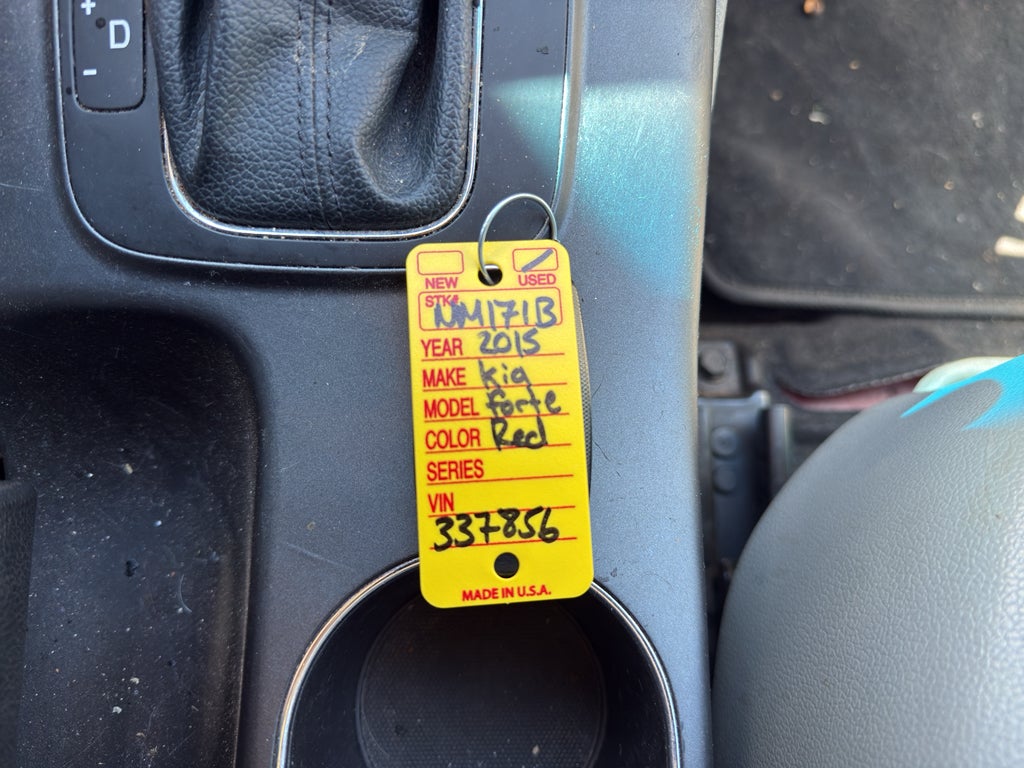 +
D
-
NEW USED
STK# NM171B
YEAR 2015
MAKE kia
MODEL forte
COLOR Red
SERIES
VIN
337856
MADE IN U.S.A.